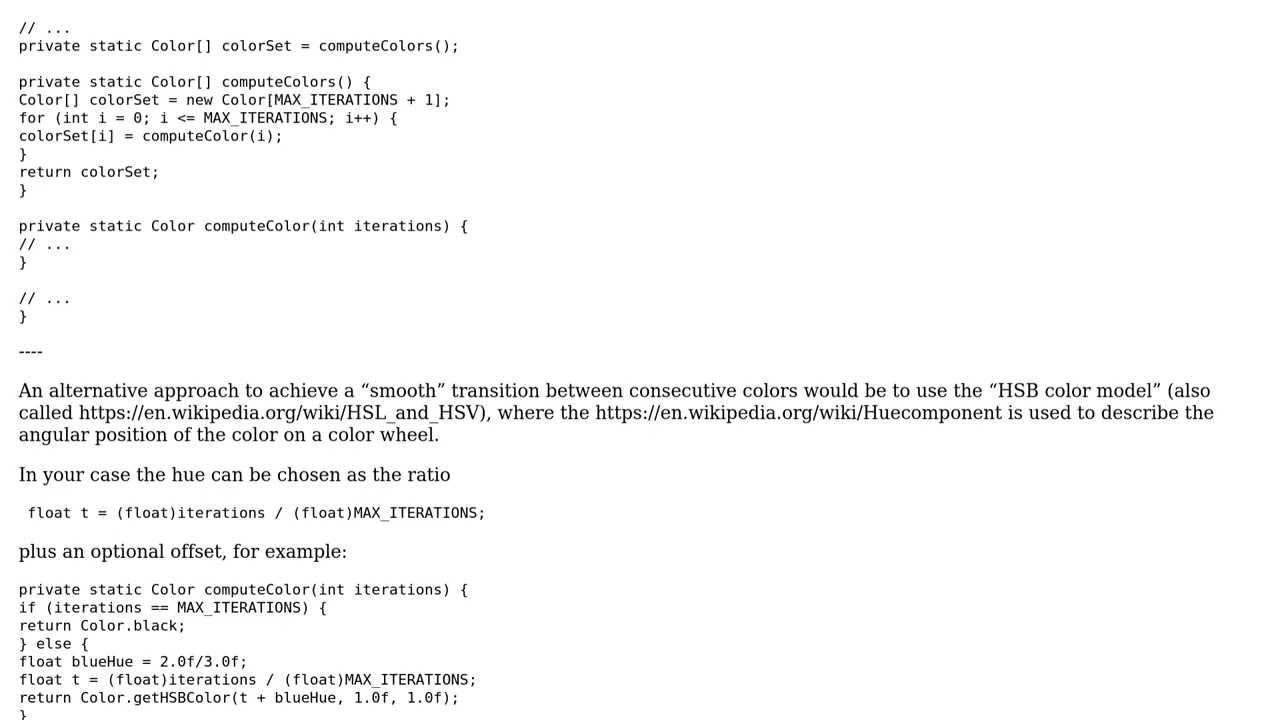 // ...
private static Color[] colorSet = computeColors();
private static Color[] computeColors() {
Color[] colorSet = new Color[MAX_ITERATIONS + 1];
for (int i = 0; i <= MAX_ITERATIONS; i++) {
colorSet[i] = computeColor(i);
}
return colorSet;
}
private static Color computeColor(int iterations) {
// ...
}
// ...
}
----
An alternative approach to achieve a “smooth” transition between consecutive colors would be to use the “HSB color model” (also
called https://en.wikipedia.org/wiki/HSL_and_HSV), where the https://en.wikipedia.org/wiki/Huecomponent is used to describe the
angular position of the color on a color wheel.
In your case the hue can be chosen as the ratio
float t = (float)iterations / (float)MAX_ITERATIONS;
plus an optional offset, for example:
private static Color computeColor(int iterations) {
if (iterations == MAX_ITERATIONS) {
return Color.black;
} else {
float blueHue = 2.0f/3.0f;
float t = (float)iterations / (float)MAX_ITERATIONS;
return Color.getHSBColor(t + blueHue, 1.0f, 1.0f);
}